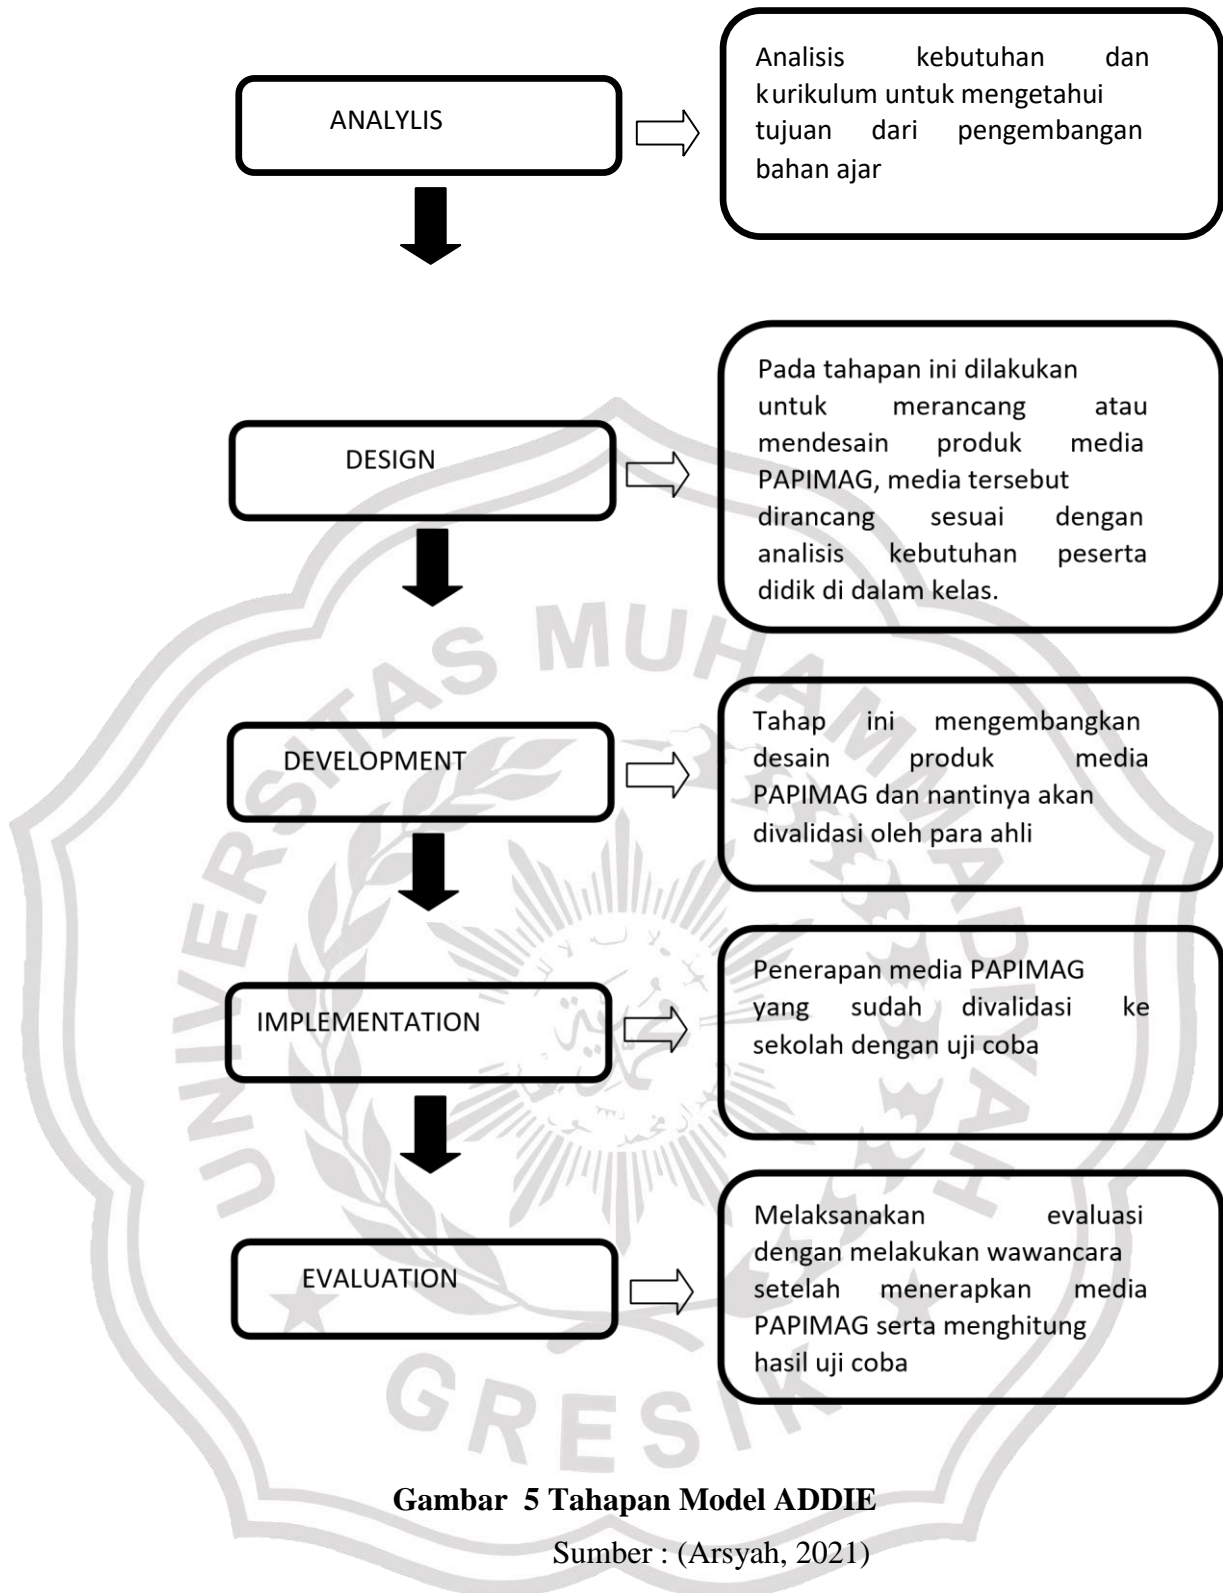 ANALYLIS
Analisis kebutuhan dan
kurikulum untuk mengetahui
tujuan dari pengembangan
bahan ajar
DESIGN
Pada tahapan ini dilakukan
untuk merancang atau
mendesain produk media
PAPIMAG, media tersebut
dirancang sesuai dengan
analisis kebutuhan peserta
didik di dalam kelas.
DEVELOPMENT
Tahap ini mengembangkan
desain produk media
PAPIMAG dan nantinya akan
divalidasi oleh para ahli
IMPLEMENTATION
Penerapan media PAPIMAG
yang sudah divalidasi ke
sekolah dengan uji coba
EVALUATION
Melaksanakan evaluasi
dengan melakukan wawancara
setelah menerapkan media
PAPIMAG serta menghitung
hasil uji coba
UNIVERSITAS MUHAMMADIYAH
GRESIK
Gambar 5 Tahapan Model ADDIE
Sumber : (Arsyah, 2021)